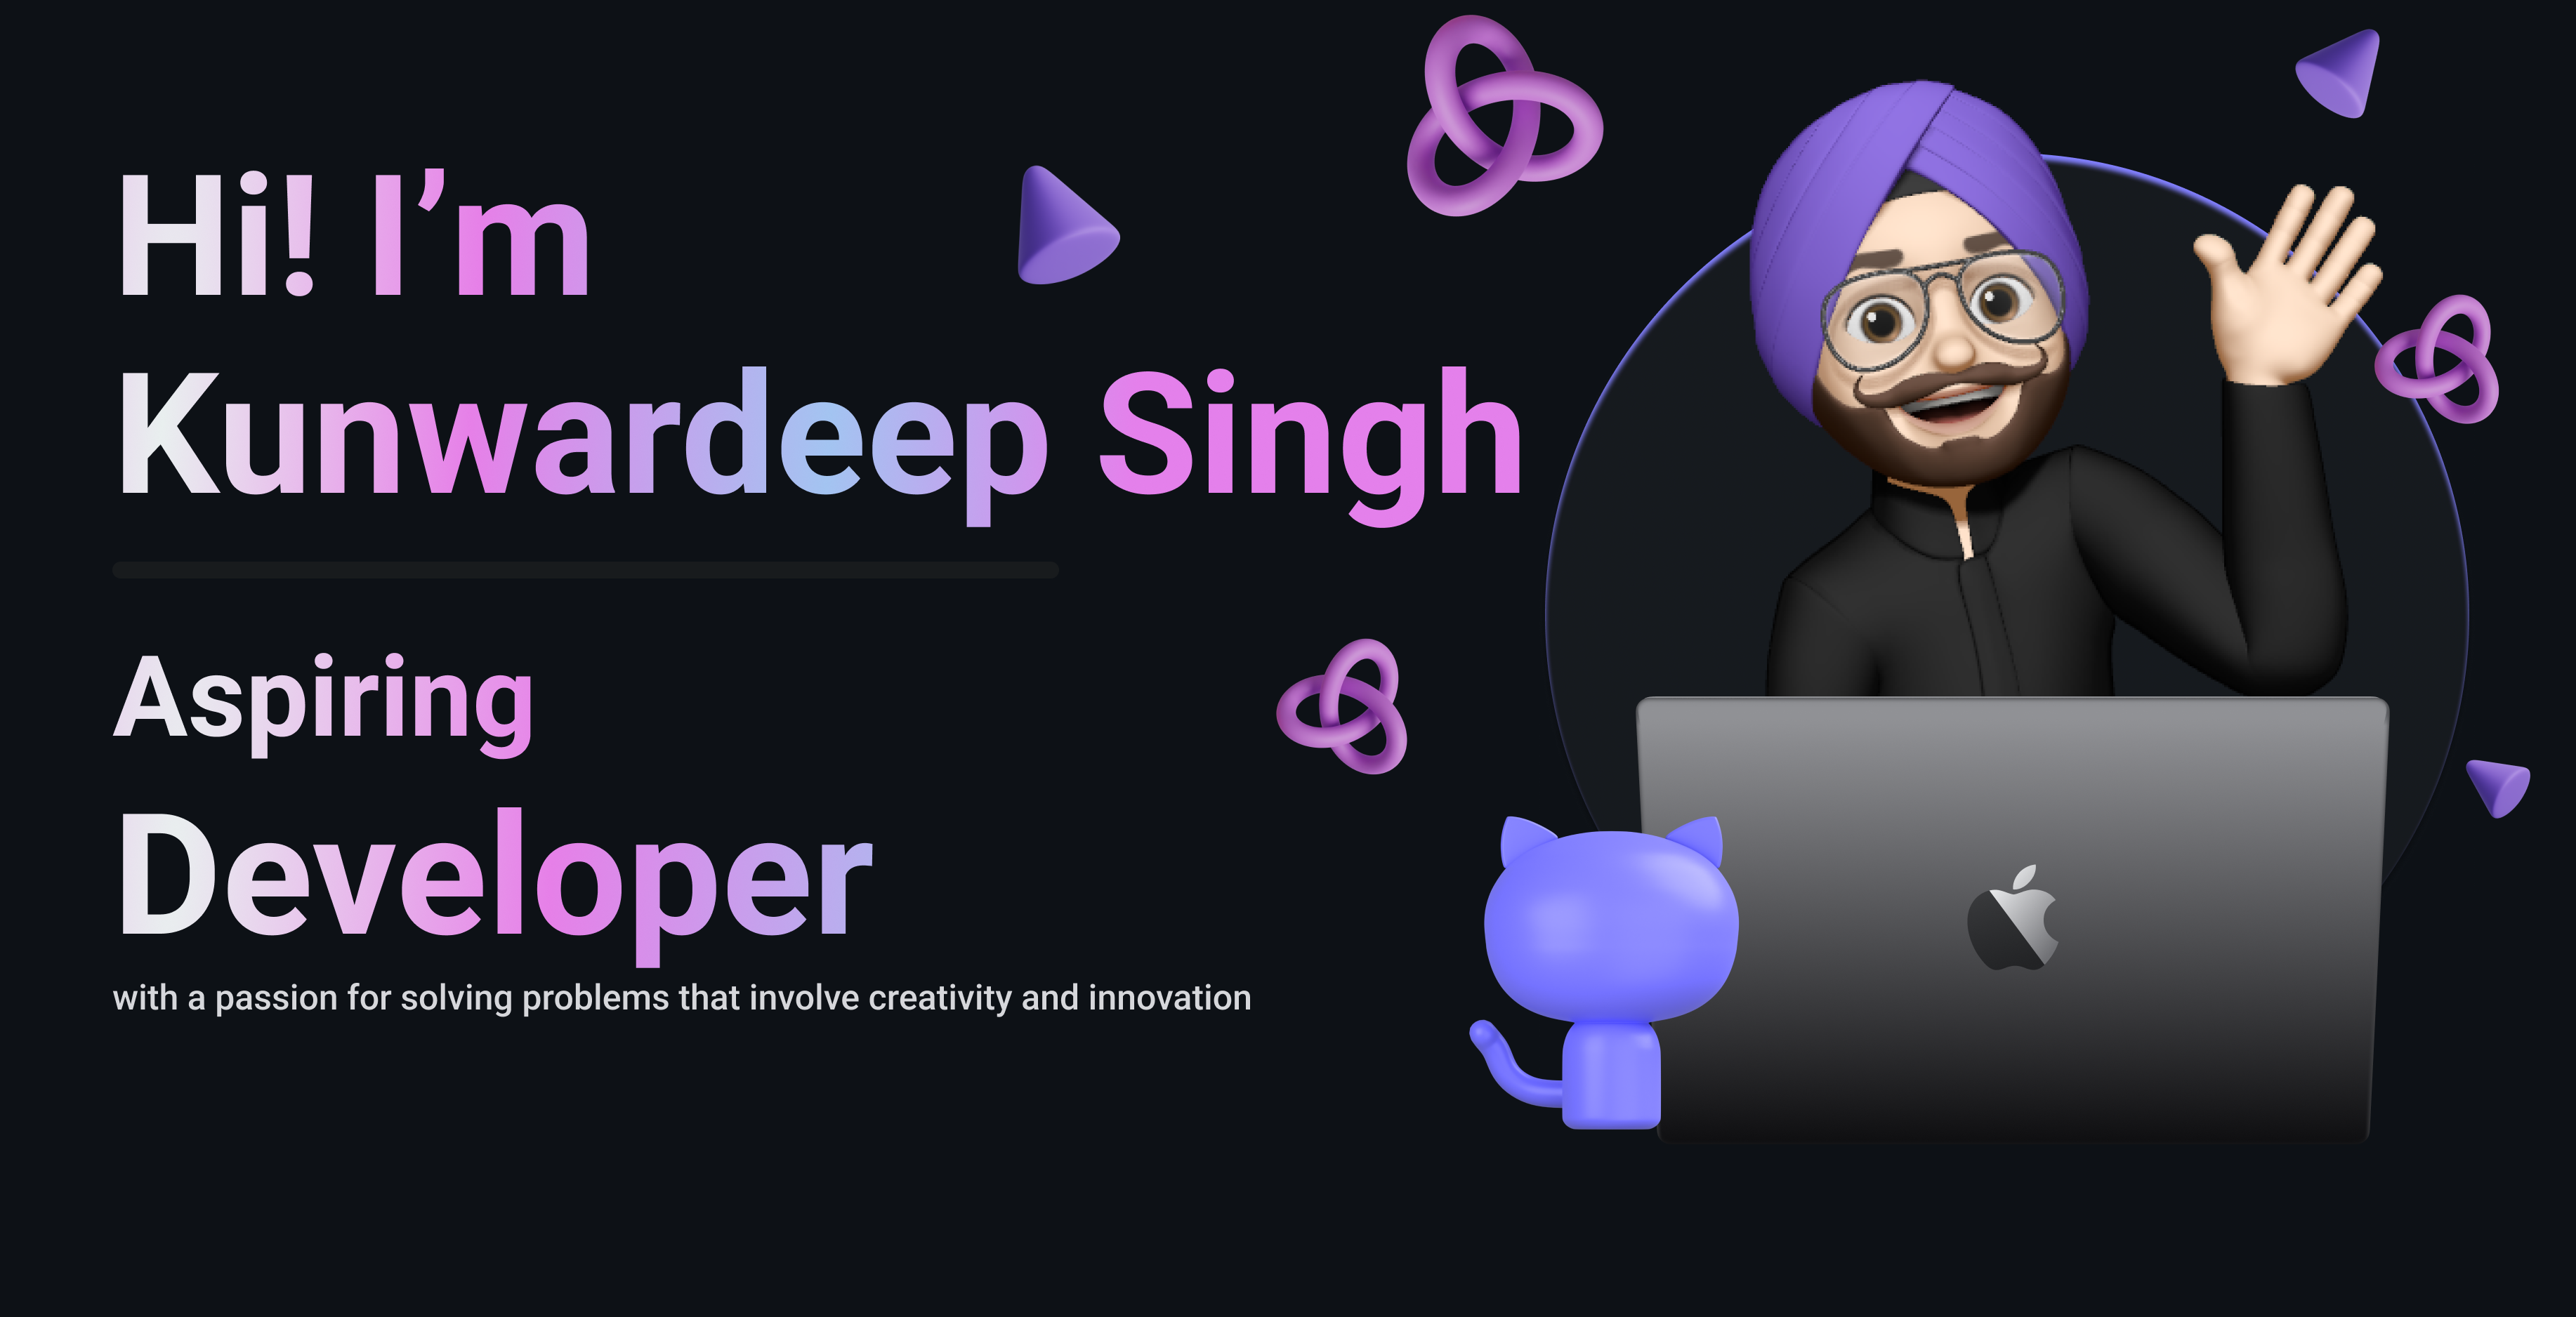 Hi! I’m
Kunwardeep Singh
Aspiring
Developer
with a passion for solving problems that involve creativity and innovation